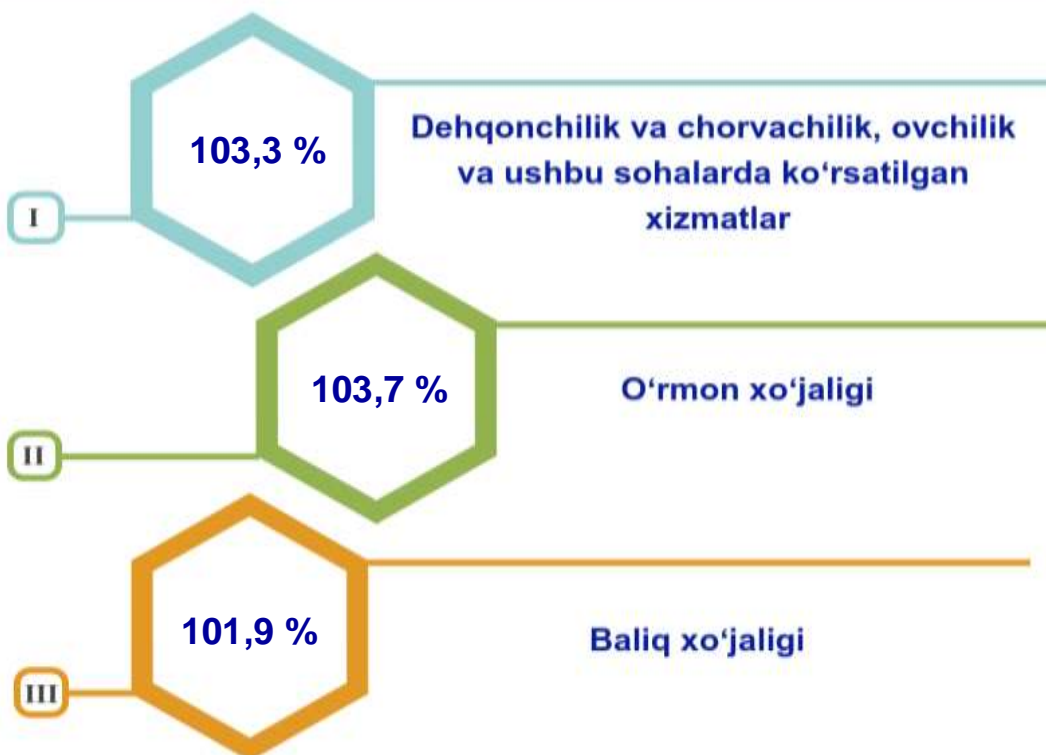 103,3 %
Dehqonchilik va chorvachilik, ovchilik
va ushbu sohalarda ko‘rsatilgan
xizmatlar
I
103,7 %
O‘rmon xo‘jaligi
II
101,9 %
Baliq xo‘jaligi
III